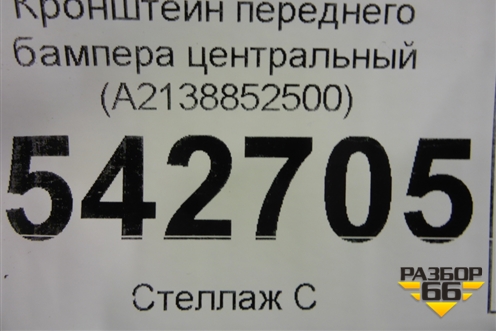 Кронштейн переднего
бампера центральный
(A2138852500)
542705
Стеллаж С
РАЗБОР
66